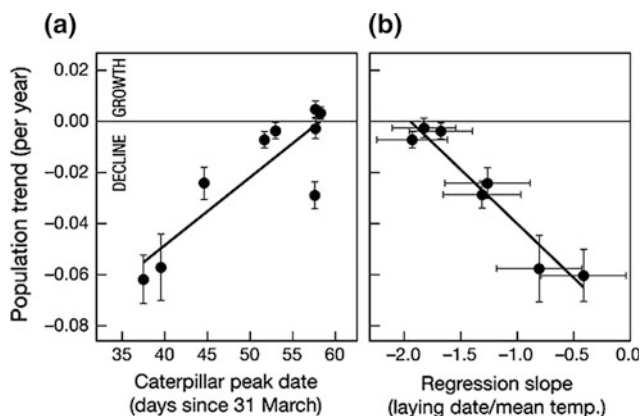 (a)
(b)
Population trend (per year)
0.02
0.00
−0.02
−0.04
−0.06
−0.08
GROWTH
DECLINE
35 40 45 50 55 60
−2.0 −1.5 −1.0 −0.5 0.0
Caterpillar peak date
(days since 31 March)
Regression slope
(laying date/mean temp.)